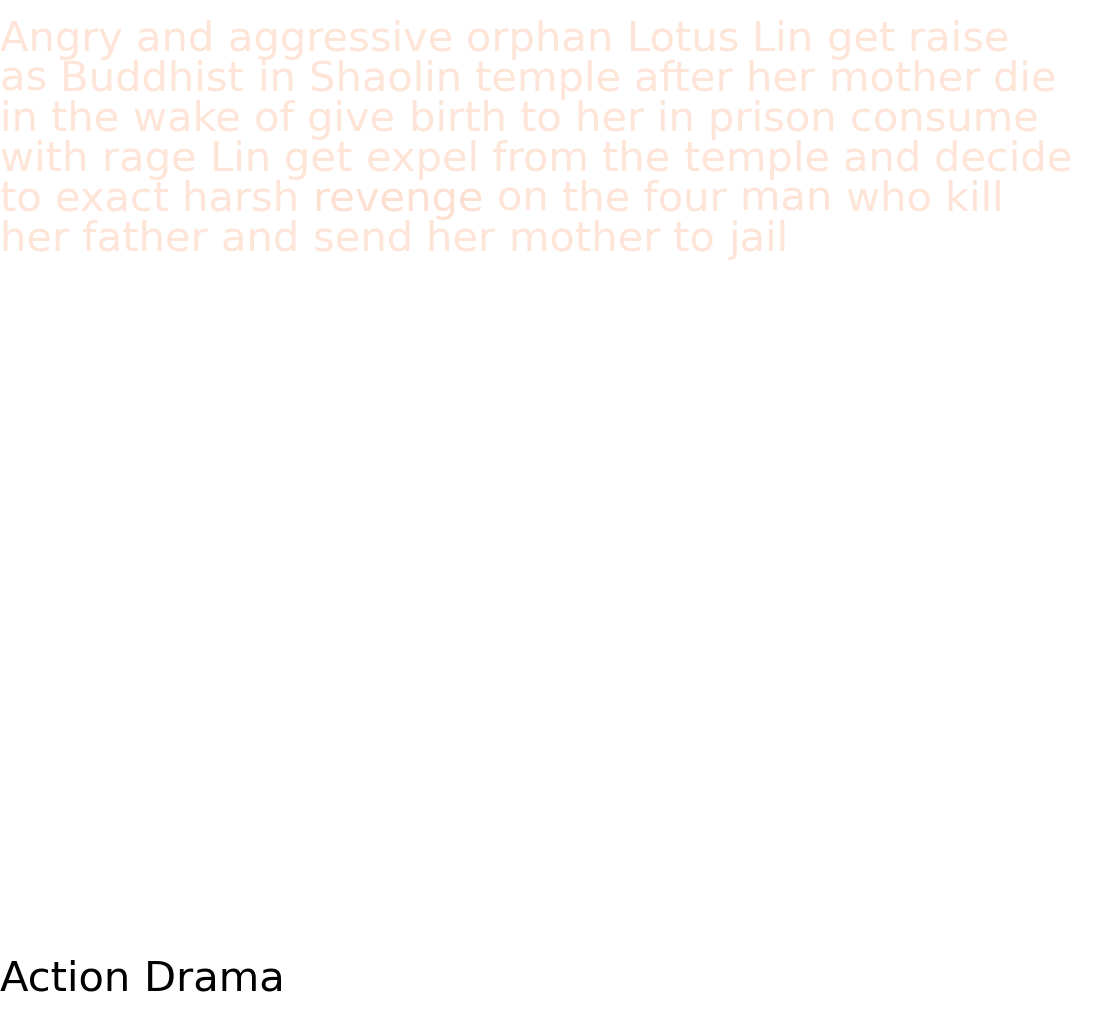 Angry and aggressive orphan Lotus Lin get raise
as Buddhist in Shaolin temple after her mother die
in the wake of give birth to her in prison consume
with rage Lin get expel from the temple and decide
to exact harsh revenge on the four man who kill
her father and send her mother to jail
Action Drama